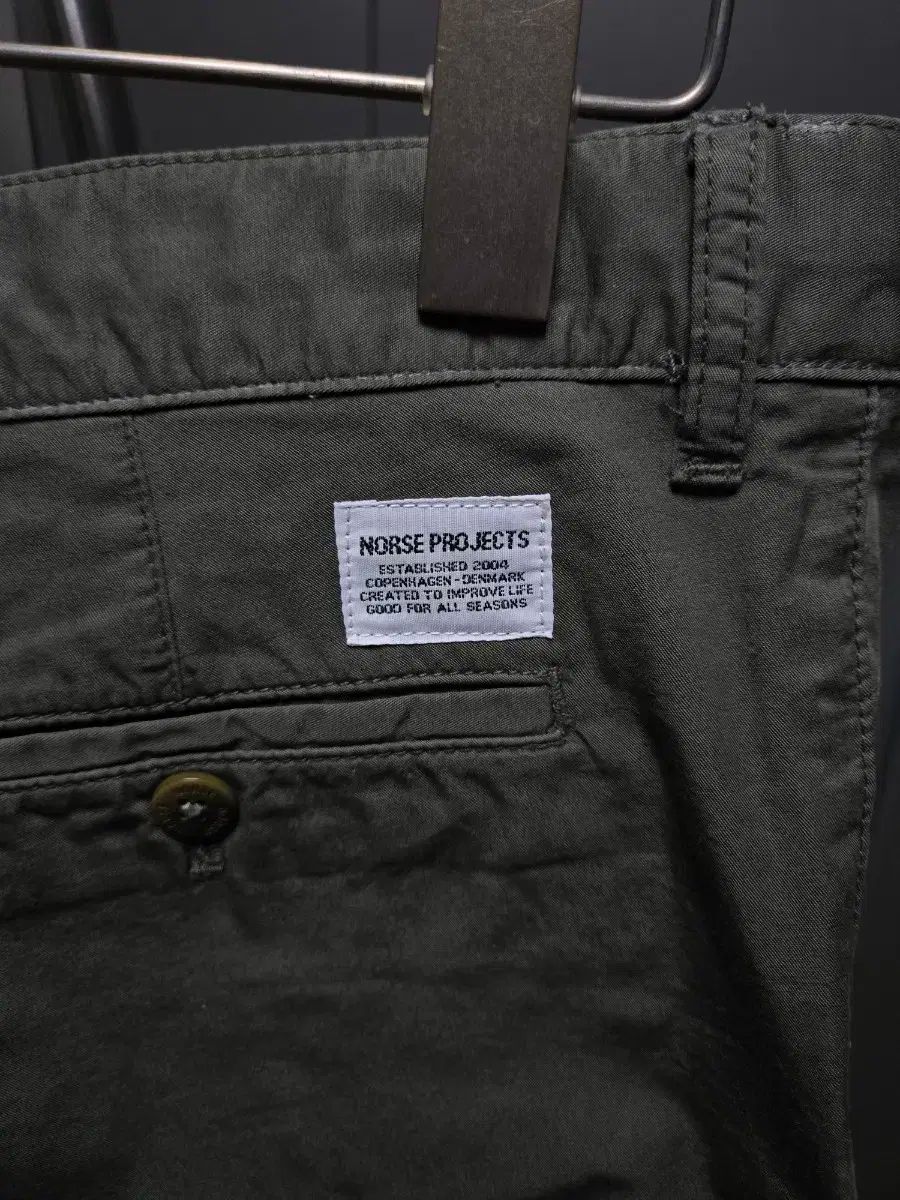 NORSE PROJECTS
ESTABLISHED 2004
COPENHAGEN - DENMARK
CREATED TO IMPROVE LIFE
GOOD FOR ALL SEASONS